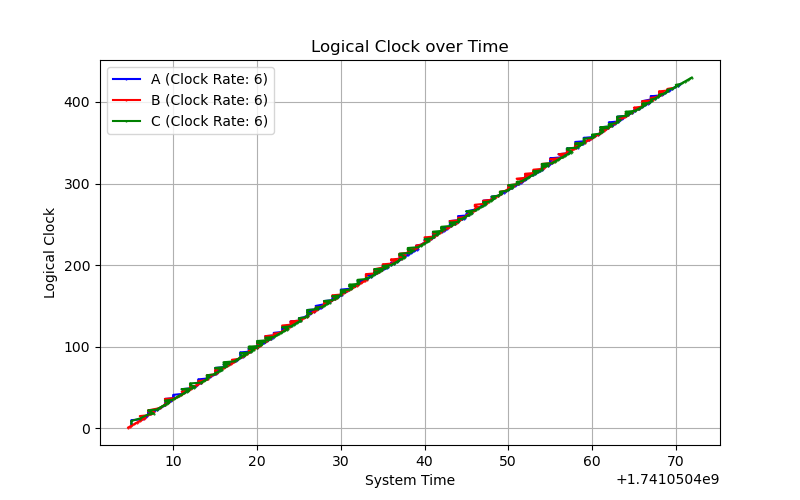 Logical Clock over Time
A (Clock Rate: 6)
B (Clock Rate: 6)
C (Clock Rate: 6)
Logical Clock
400
300
200
100
0
10 20 30 40 50 60 70
System Time
+1.7410504e9